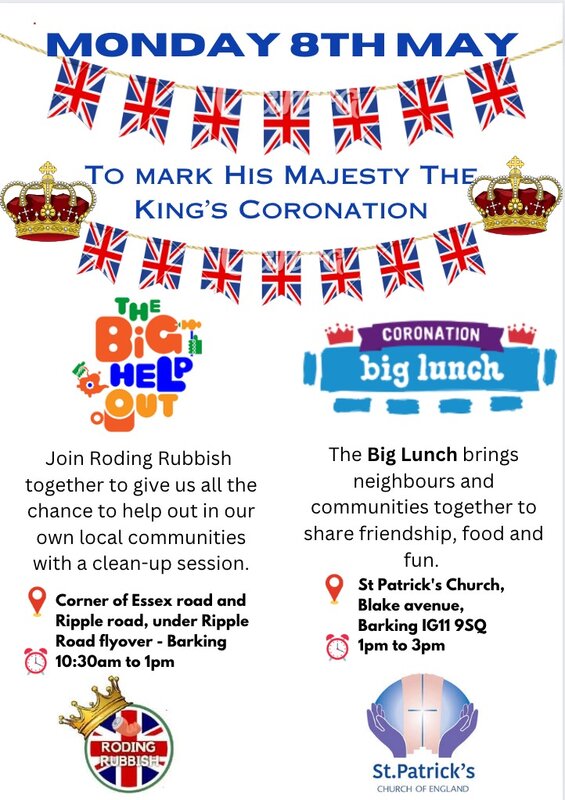 MONDAY 8TH MAY
TO MARK HIS MAJESTY THE
KING'S CORONATION
THE
BIG
HELP
OUT
CORONATION
big lunch
Join Roding Rubbish
together to give us all the
chance to help out in our
own local communities
with a clean-up session.
Corner of Essex road and
Ripple road, under Ripple
Road flyover - Barking
10:30am to 1pm
The Big Lunch brings
neighbours and
communities together to
share friendship, food and
fun.
St Patrick's Church,
Blake avenue,
Barking IG11 9SQ
1pm to 3pm
RODING
RUBBISH
St.Patrick's
CHURCH OF ENGLAND